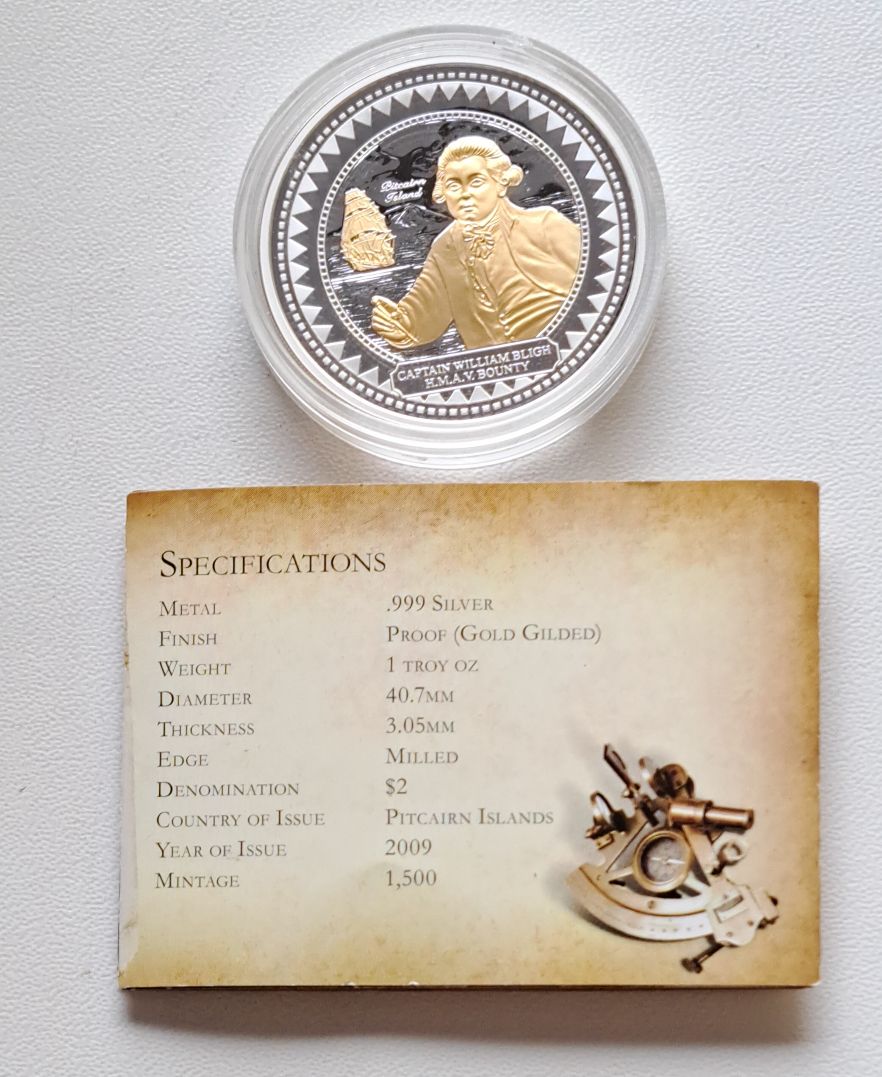 Pitcairn
Island
CAPTAIN WILLIAM BLIGH
H.M.A.V. BOUNTY
SPECIFICATIONS
METAL .999 SILVER
FINISH PROOF (GOLD GILDED)
WEIGHT 1 TROY OZ
DIAMETER 40.7MM
THICKNESS 3.05MM
EDGE MILLED
DENOMINATION $2
COUNTRY OF ISSUE PITCAIRN ISLANDS
YEAR OF ISSUE 2009
MINTAGE 1,500